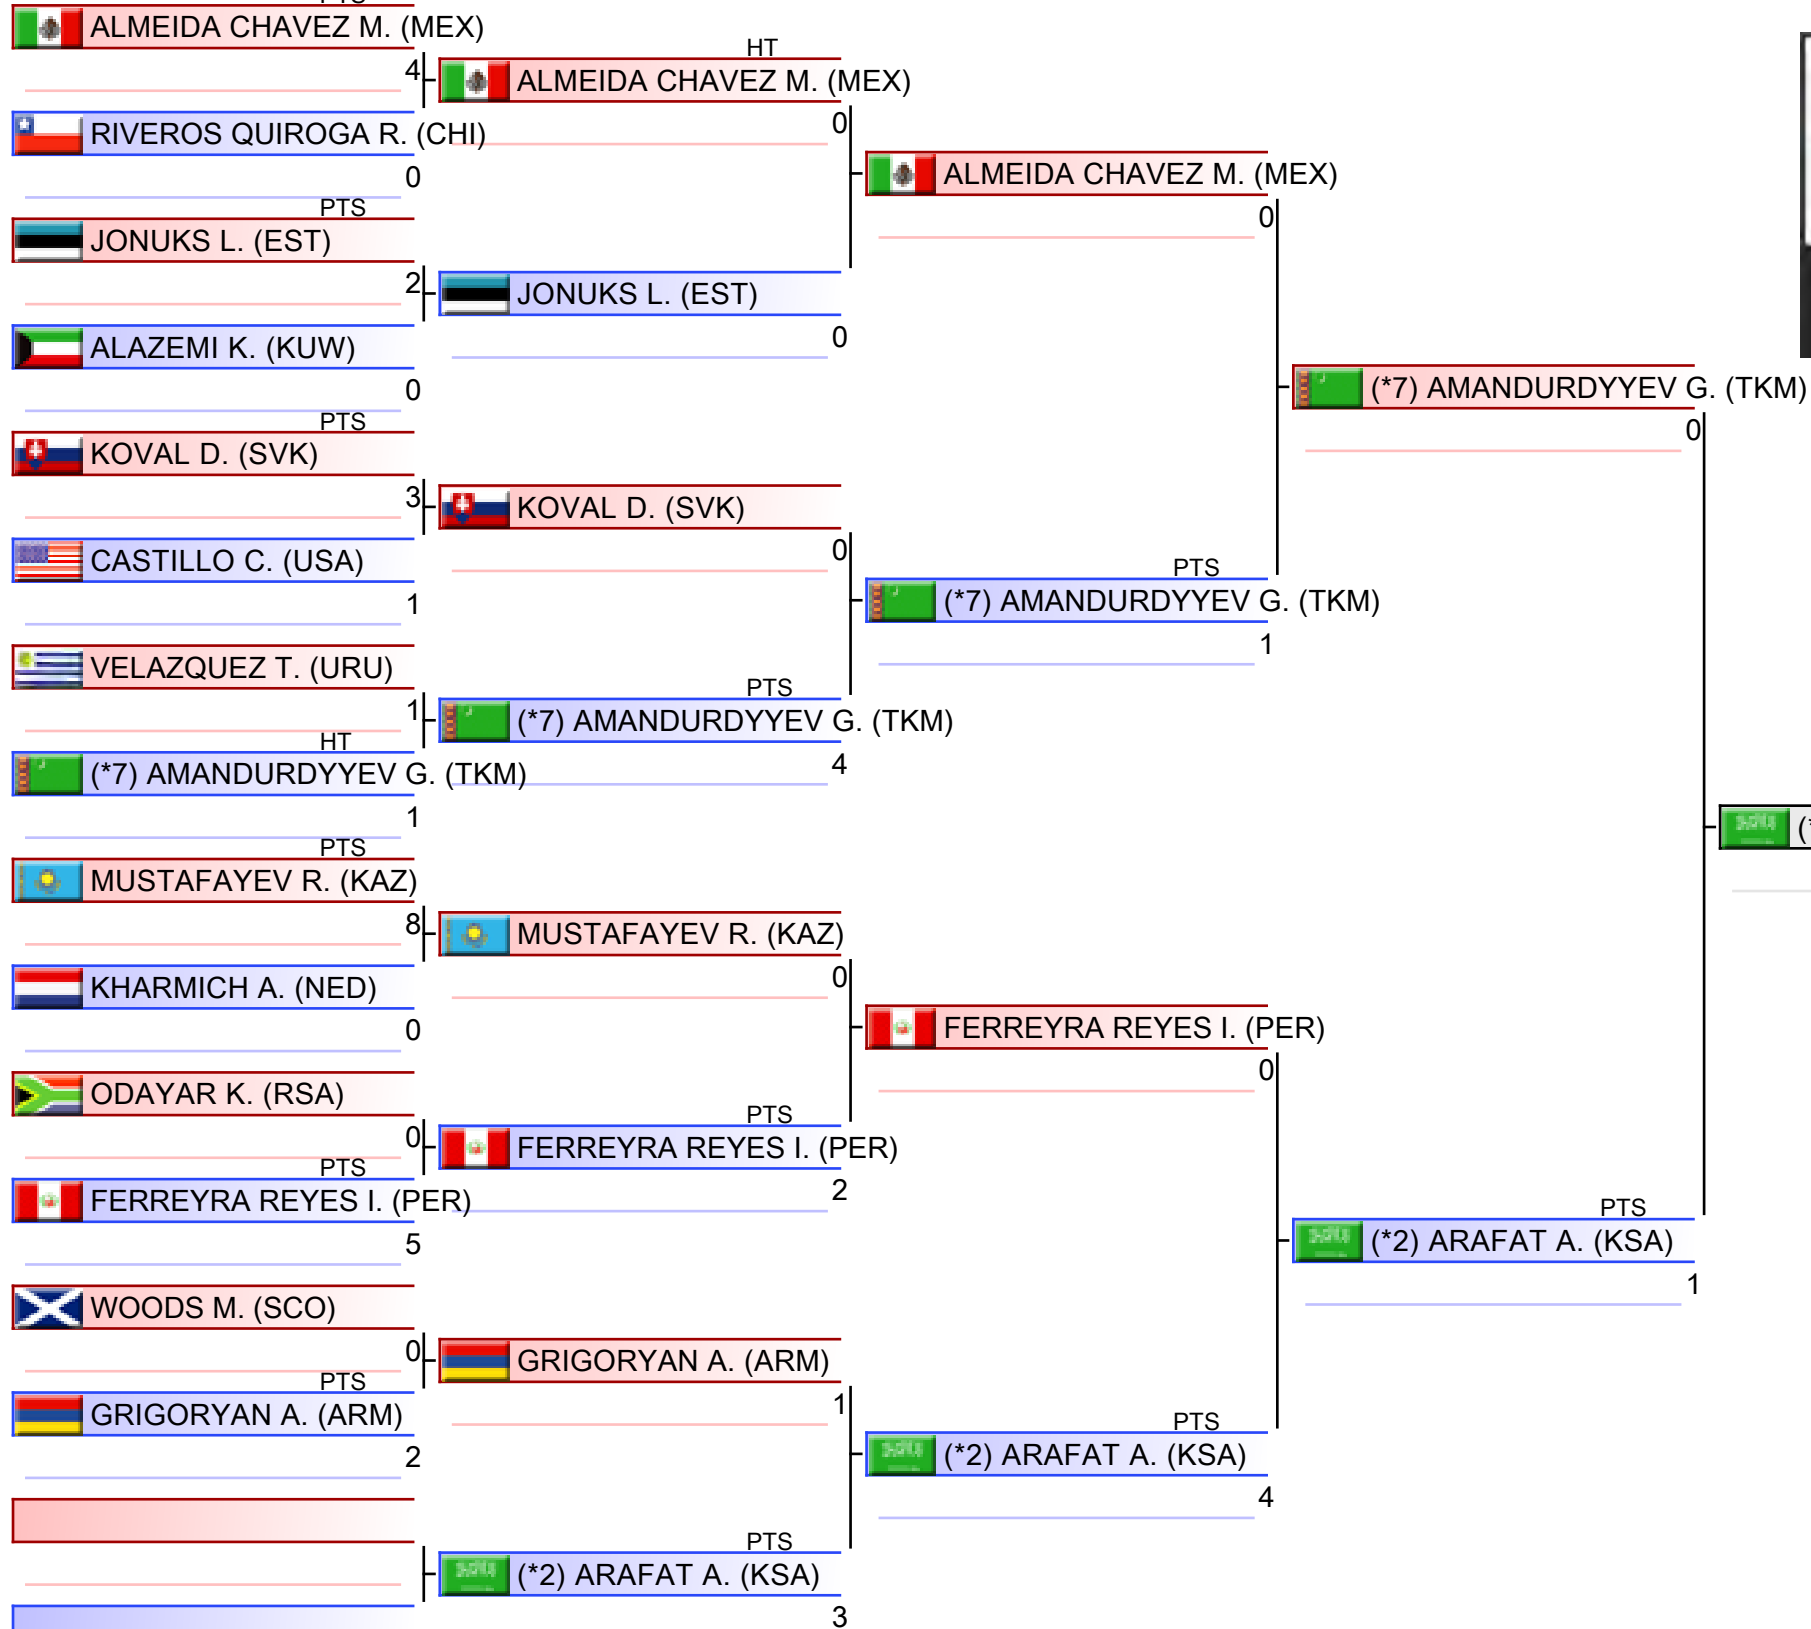 ALMEIDA CHAVEZ M. (MEX)
4
RIVEROS QUIROGA R. (CHI)
0
PTS
JONUKS L. (EST)
2
ALAZEMI K. (KUW)
0
PTS
KOVAL D. (SVK)
3
CASTILLO C. (USA)
1
VELAZQUEZ T. (URU)
1
HT
(*7) AMANDURDYYEV G. (TKM)
1
PTS
MUSTAFAYEV R. (KAZ)
8
KHARMICH A. (NED)
0
ODAYAR K. (RSA)
0
PTS
FERREYRA REYES I. (PER)
5
WOODS M. (SCO)
0
PTS
GRIGORYAN A. (ARM)
2
HT
ALMEIDA CHAVEZ M. (MEX)
0
JONUKS L. (EST)
0
KOVAL D. (SVK)
0
PTS
(*7) AMANDURDYYEV G. (TKM)
4
MUSTAFAYEV R. (KAZ)
0
PTS
FERREYRA REYES I. (PER)
2
GRIGORYAN A. (ARM)
1
PTS
(*2) ARAFAT A. (KSA)
3
ALMEIDA CHAVEZ M. (MEX)
0
PTS
(*7) AMANDURDYYEV G. (TKM)
1
FERREYRA REYES I. (PER)
0
PTS
(*2) ARAFAT A. (KSA)
4
(*7) AMANDURDYYEV G. (TKM)
0
PTS
(*2) ARAFAT A. (KSA)
1